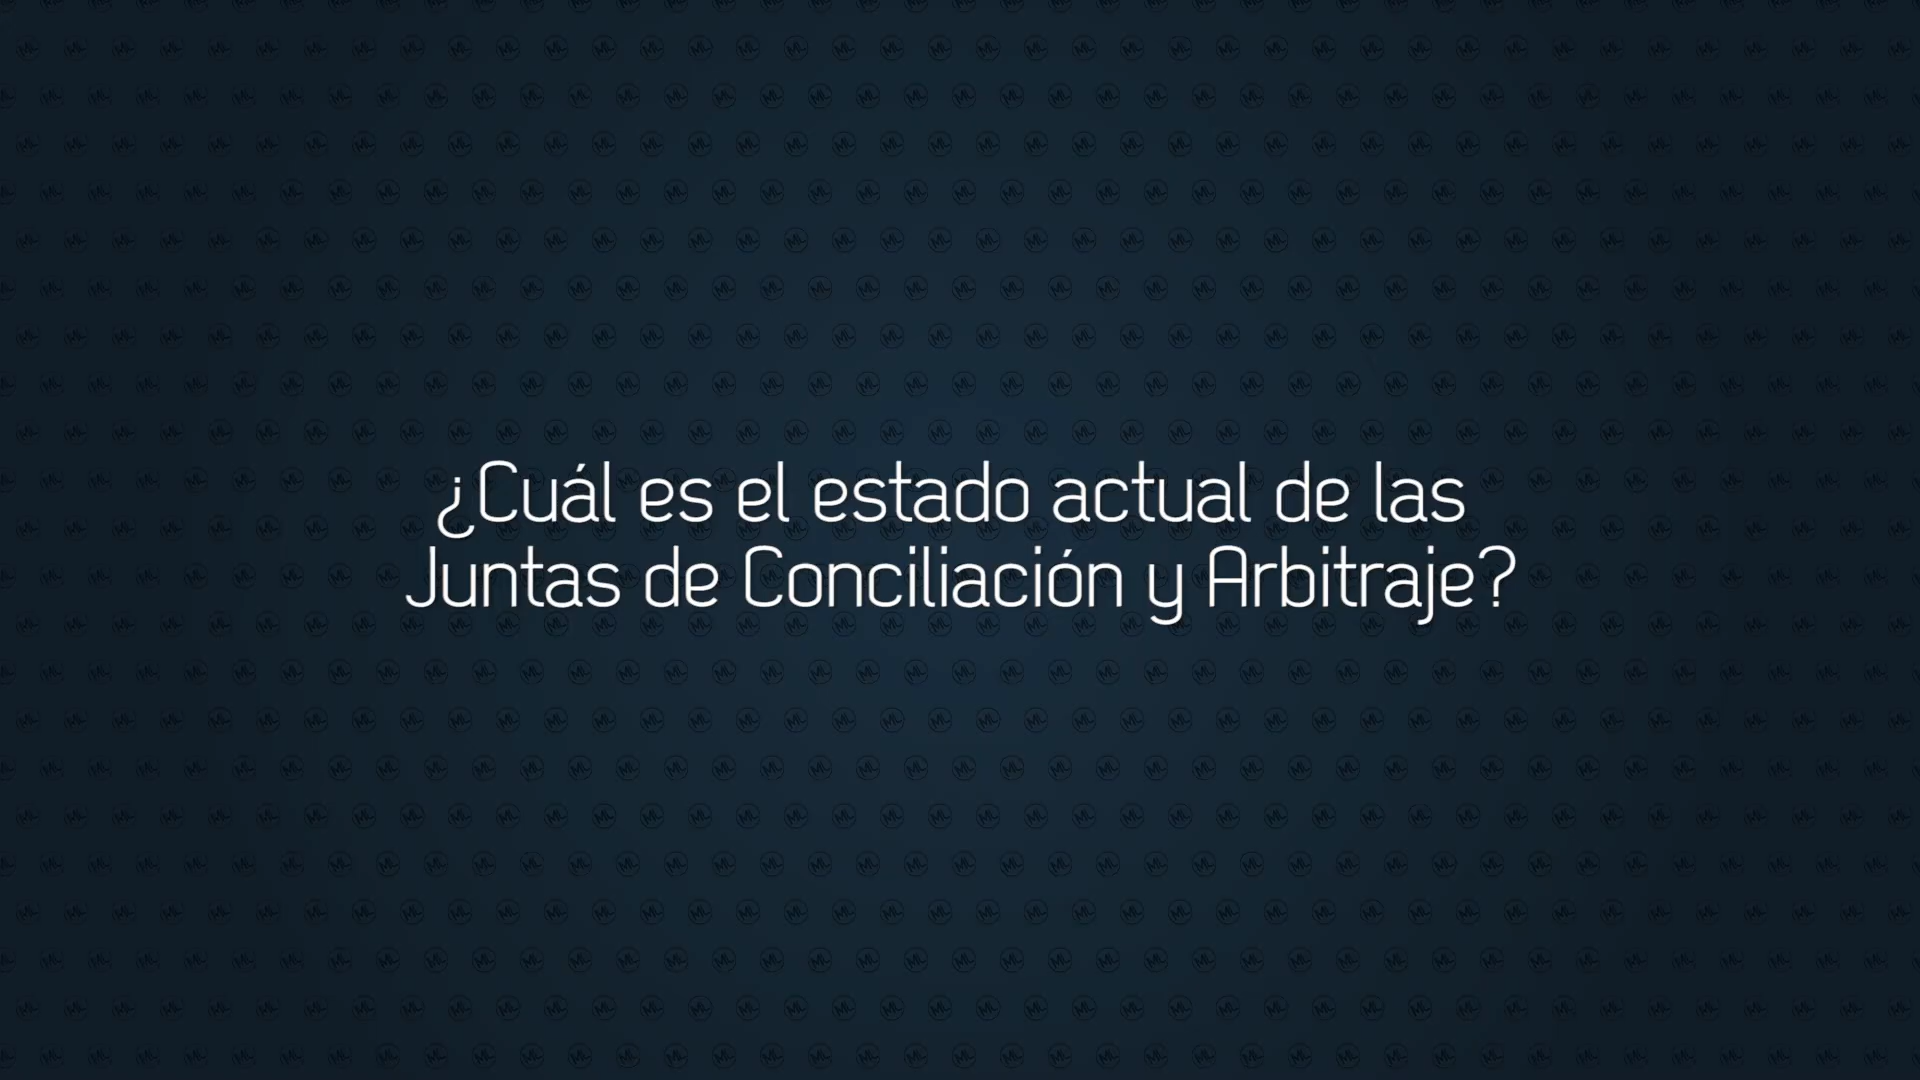 ¿Cuál es el estado actual de las
Juntas de Conciliación y Arbitraje?